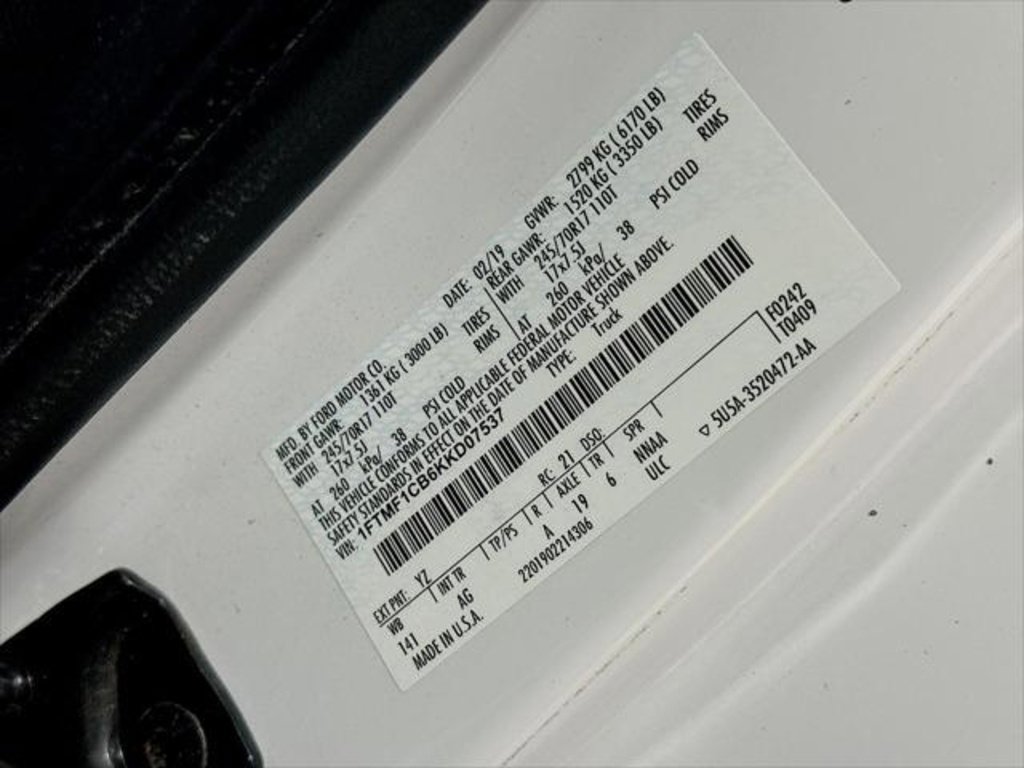 MFD. BY FORD MOTOR CO.
DATE: 02/19 GVWR: 2799 KG ( 6170 LB)
FRONT GAWR: 1361 KG ( 3000 LB) REAR GAWR: 1520 KG ( 3350 LB)
WITH 245/70R17 110T TIRES WITH 245/70R17 110T TIRES
17x7.5J RIMS 17x7.5J RIMS
AT 260 kPa/ 38 PSI COLD AT 260 kPa/ 38 PSI COLD
THIS VEHICLE CONFORMS TO ALL APPLICABLE FEDERAL MOTOR VEHICLE
SAFETY STANDARDS IN EFFECT ON THE DATE OF MANUFACTURE SHOWN ABOVE.
VIN: 1FTMF1CB6KKD07537 TYPE: Truck
EXT PNT: YZ RC: 21 DSO: F0242
WB INT TR TP/PS R AXLE TR SPR T0409
141 AG A 19 6 NNAA ▽ 5U5A-3520472-AA
MADE IN U.S.A. 2201902214306 ULC